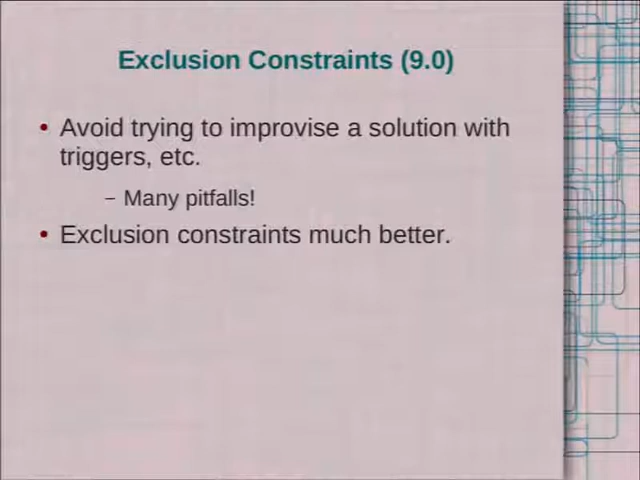 Exclusion Constraints (9.0)
• Avoid trying to improvise a solution with
triggers, etc.
– Many pitfalls!
• Exclusion constraints much better.